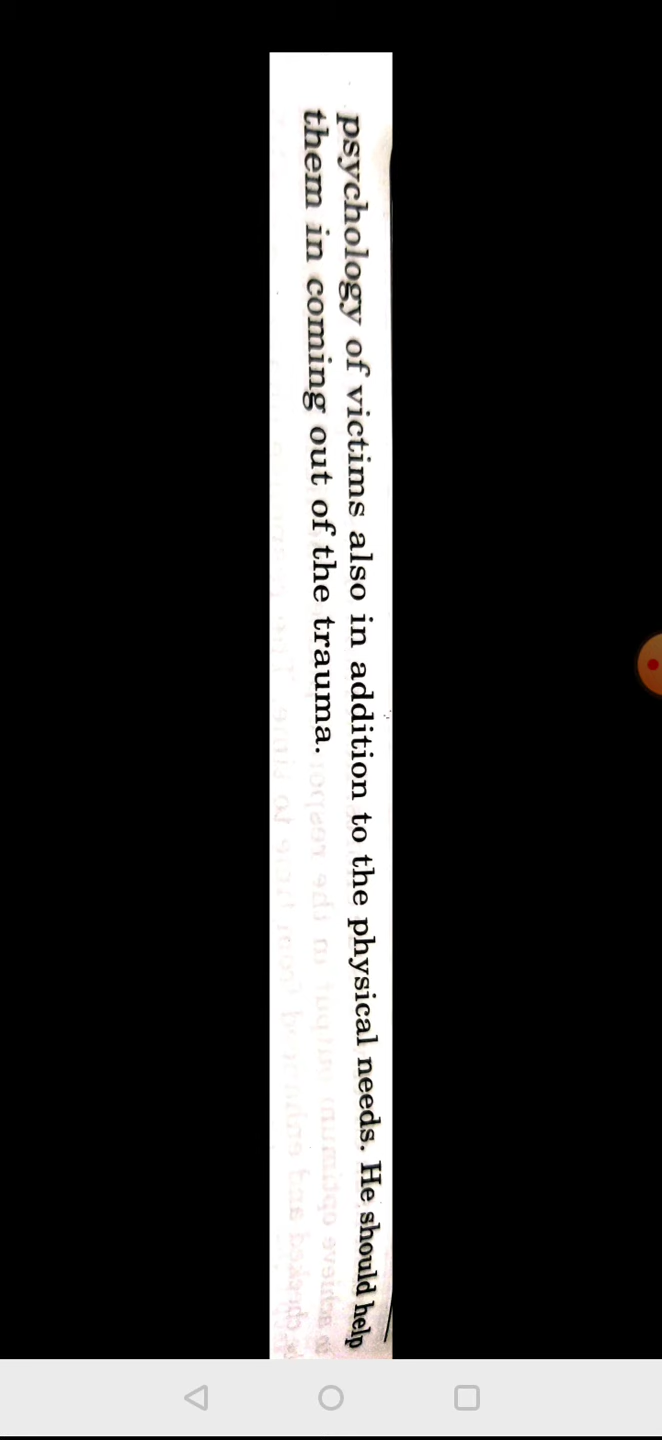 psychology of victims also in addition to the physical needs. He should help
them in coming out of the trauma.